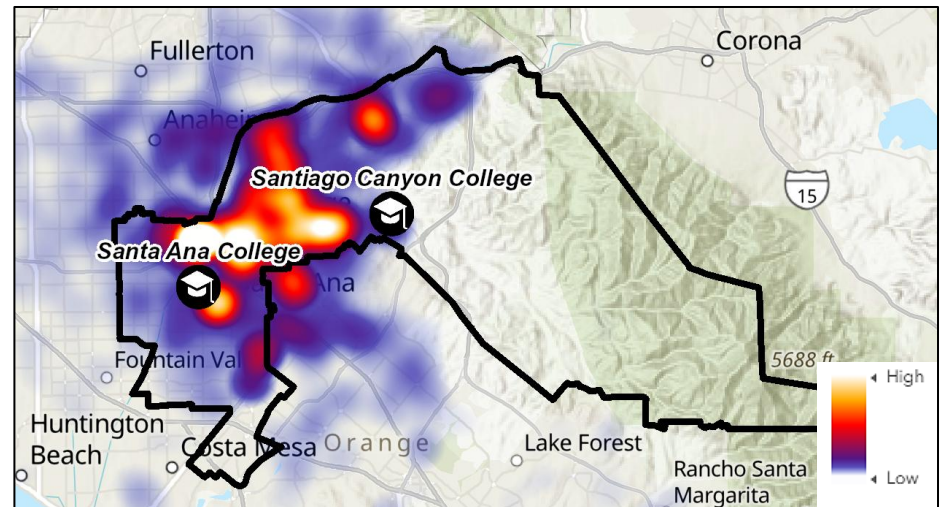 Fullerton
Corona
Anaheim
Santiago Canyon College
15
Santa Ana College
Ana
Fountain Val
5688 ft
High
Huntington
Beach
Costa Mesa
Orange
Lake Forest
Rancho Santa
Margarita
Low